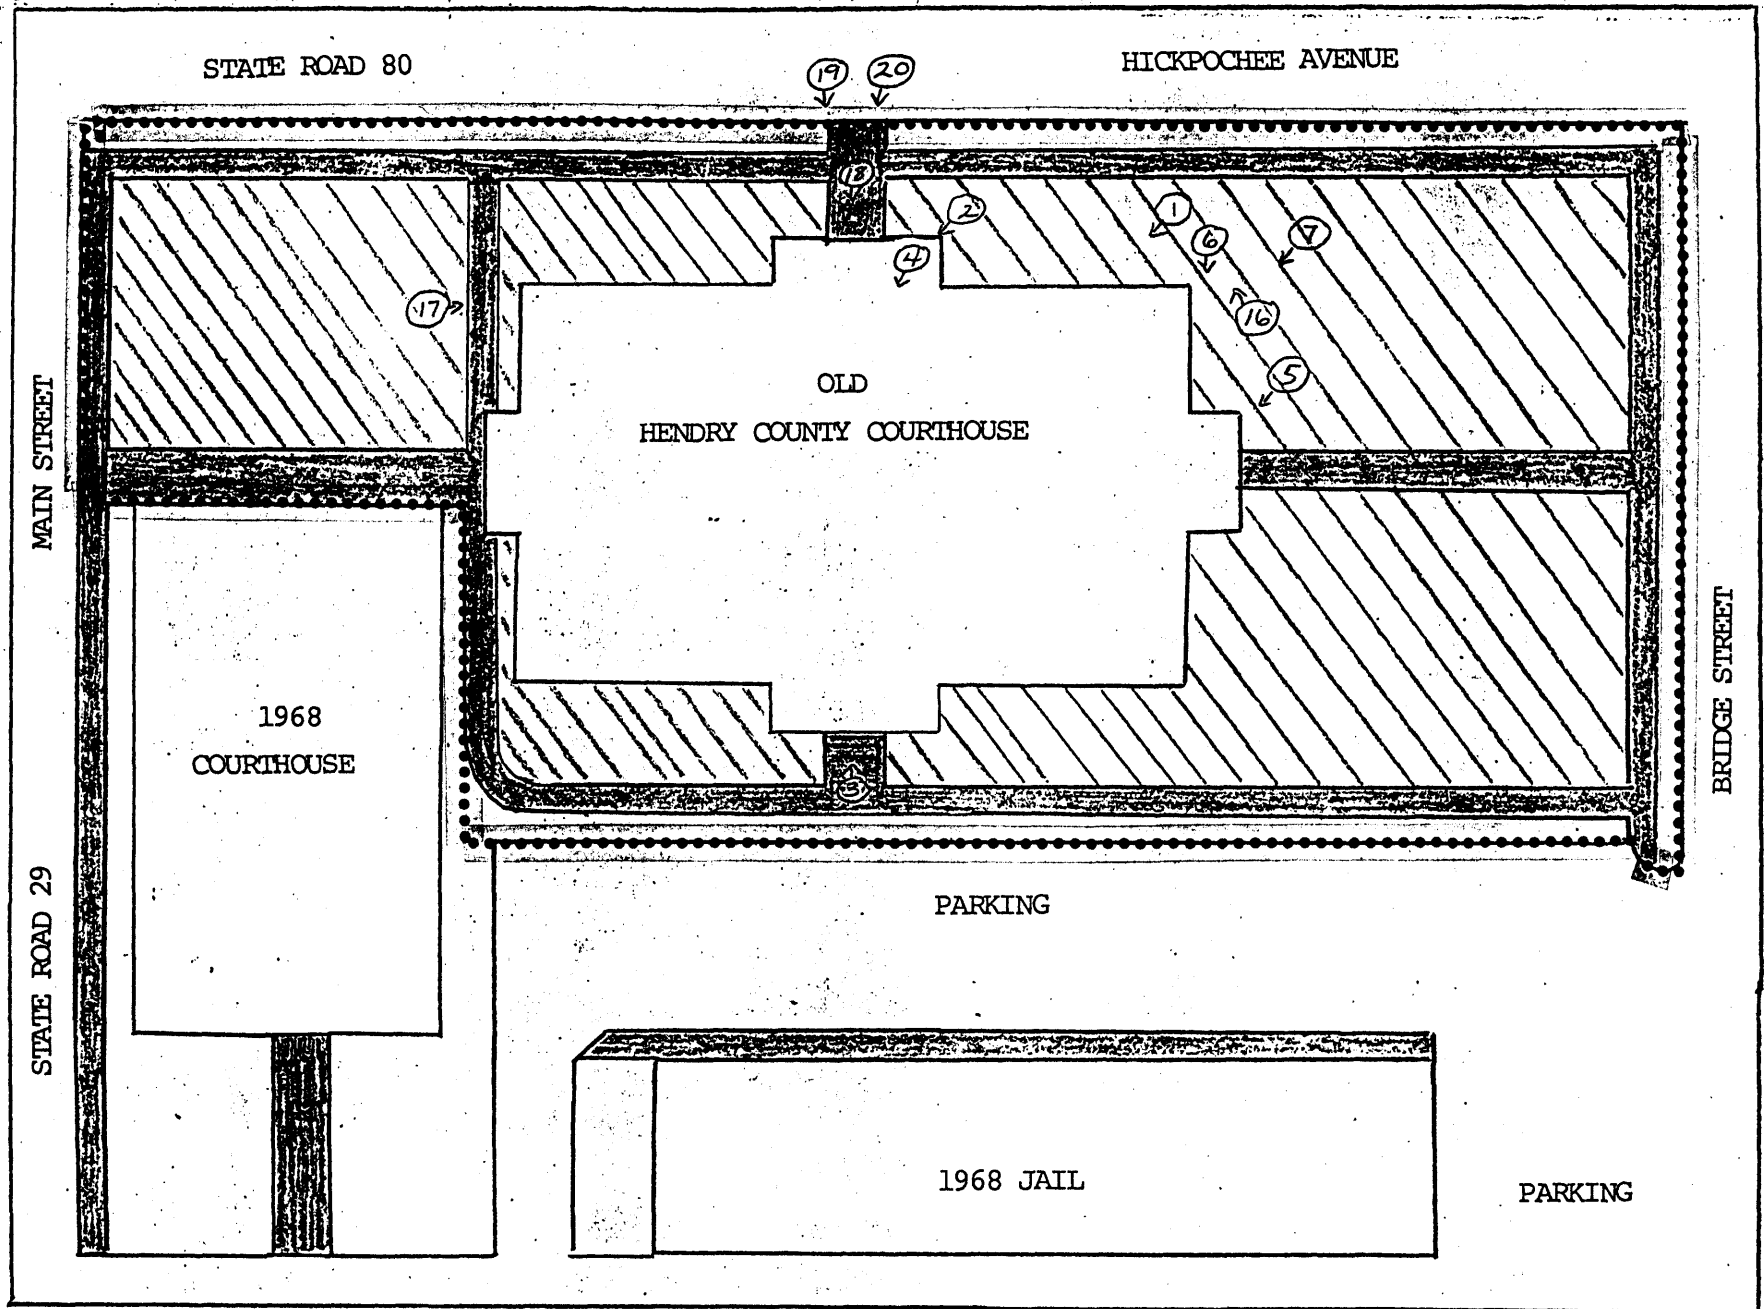 STATE ROAD 80
HICKPOCHEE AVENUE
19
20
18
2
1
4
6
7
17
16
5
OLD
HENDRY COUNTY COURTHOUSE
MAIN STREET
1968
COURTHOUSE
BRIDGE STREET
3
STATE ROAD 29
PARKING
1968 JAIL
PARKING